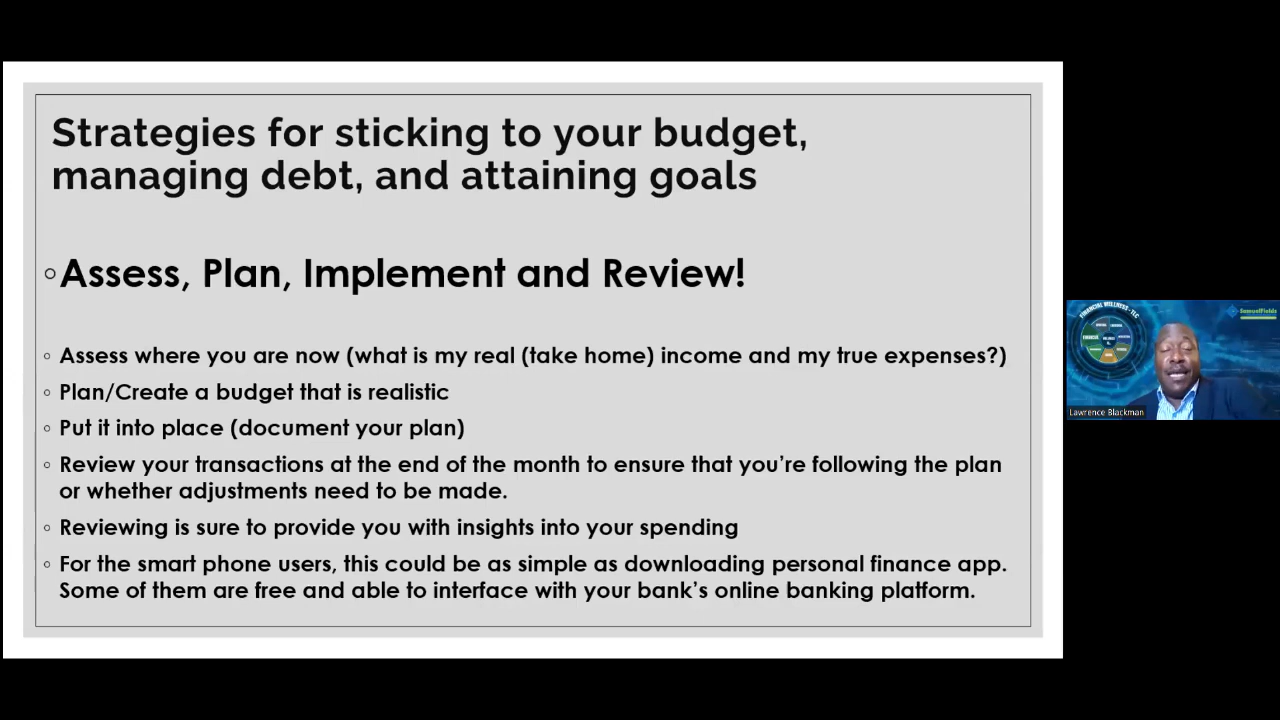 Strategies for sticking to your budget,
managing debt, and attaining goals
◦Assess, Plan, Implement and Review!
◦ Assess where you are now (what is my real (take home) income and my true expenses?)
◦ Plan/Create a budget that is realistic
◦ Put it into place (document your plan)
◦ Review your transactions at the end of the month to ensure that you’re following the plan
or whether adjustments need to be made.
◦ Reviewing is sure to provide you with insights into your spending
◦ For the smart phone users, this could be as simple as downloading personal finance app.
Some of them are free and able to interface with your bank’s online banking platform.
FINANCIAL WELLNESS - TLC
SamuelFields
Lawrence Blackman